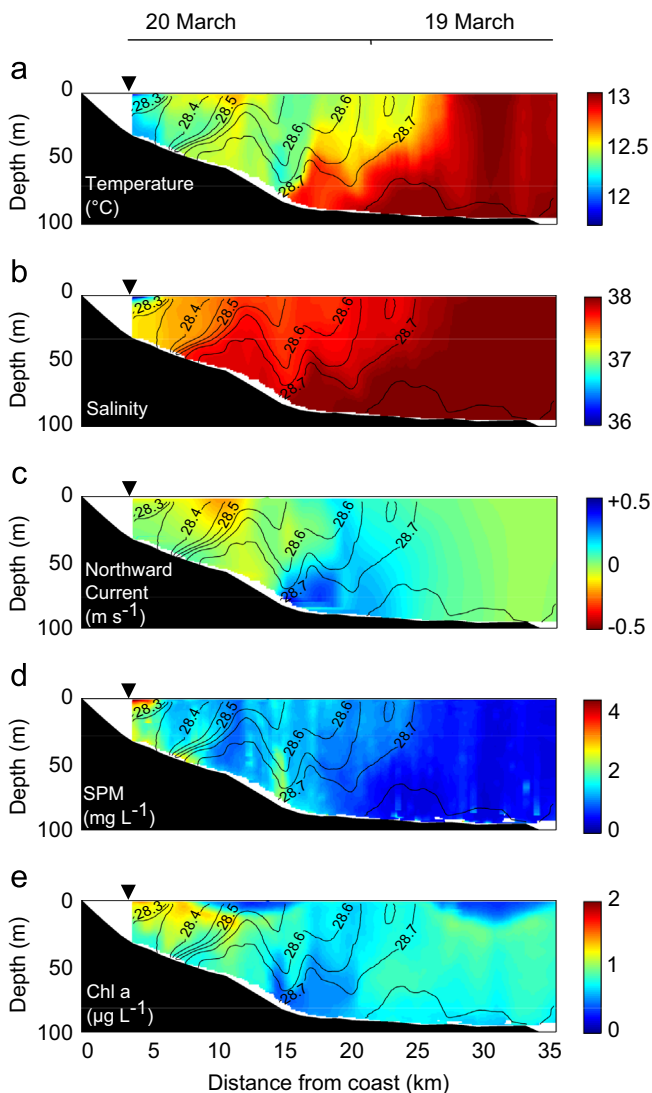 20 March 19 March
a
0
50
100
Depth (m)
Temperature
(°C)
28.3
28.4
28.5
28.6
28.6
28.7
28.7
13
12.5
12
b
0
50
100
Depth (m)
Salinity
28.3
28.4
28.5
28.6
28.6
28.7
28.7
38
37
36
c
0
50
100
Depth (m)
Northward
Current
(m s-1)
28.3
28.4
28.5
28.6
28.6
28.7
28.7
+0.5
0
-0.5
d
0
50
100
Depth (m)
SPM
(mg L-1)
28.3
28.4
28.5
28.6
28.6
28.7
28.7
4
2
0
e
0
50
100
Depth (m)
Chl a
(µg L-1)
28.3
28.4
28.5
28.6
28.6
28.7
28.7
2
1
0
0 5 10 15 20 25 30 35
Distance from coast (km)